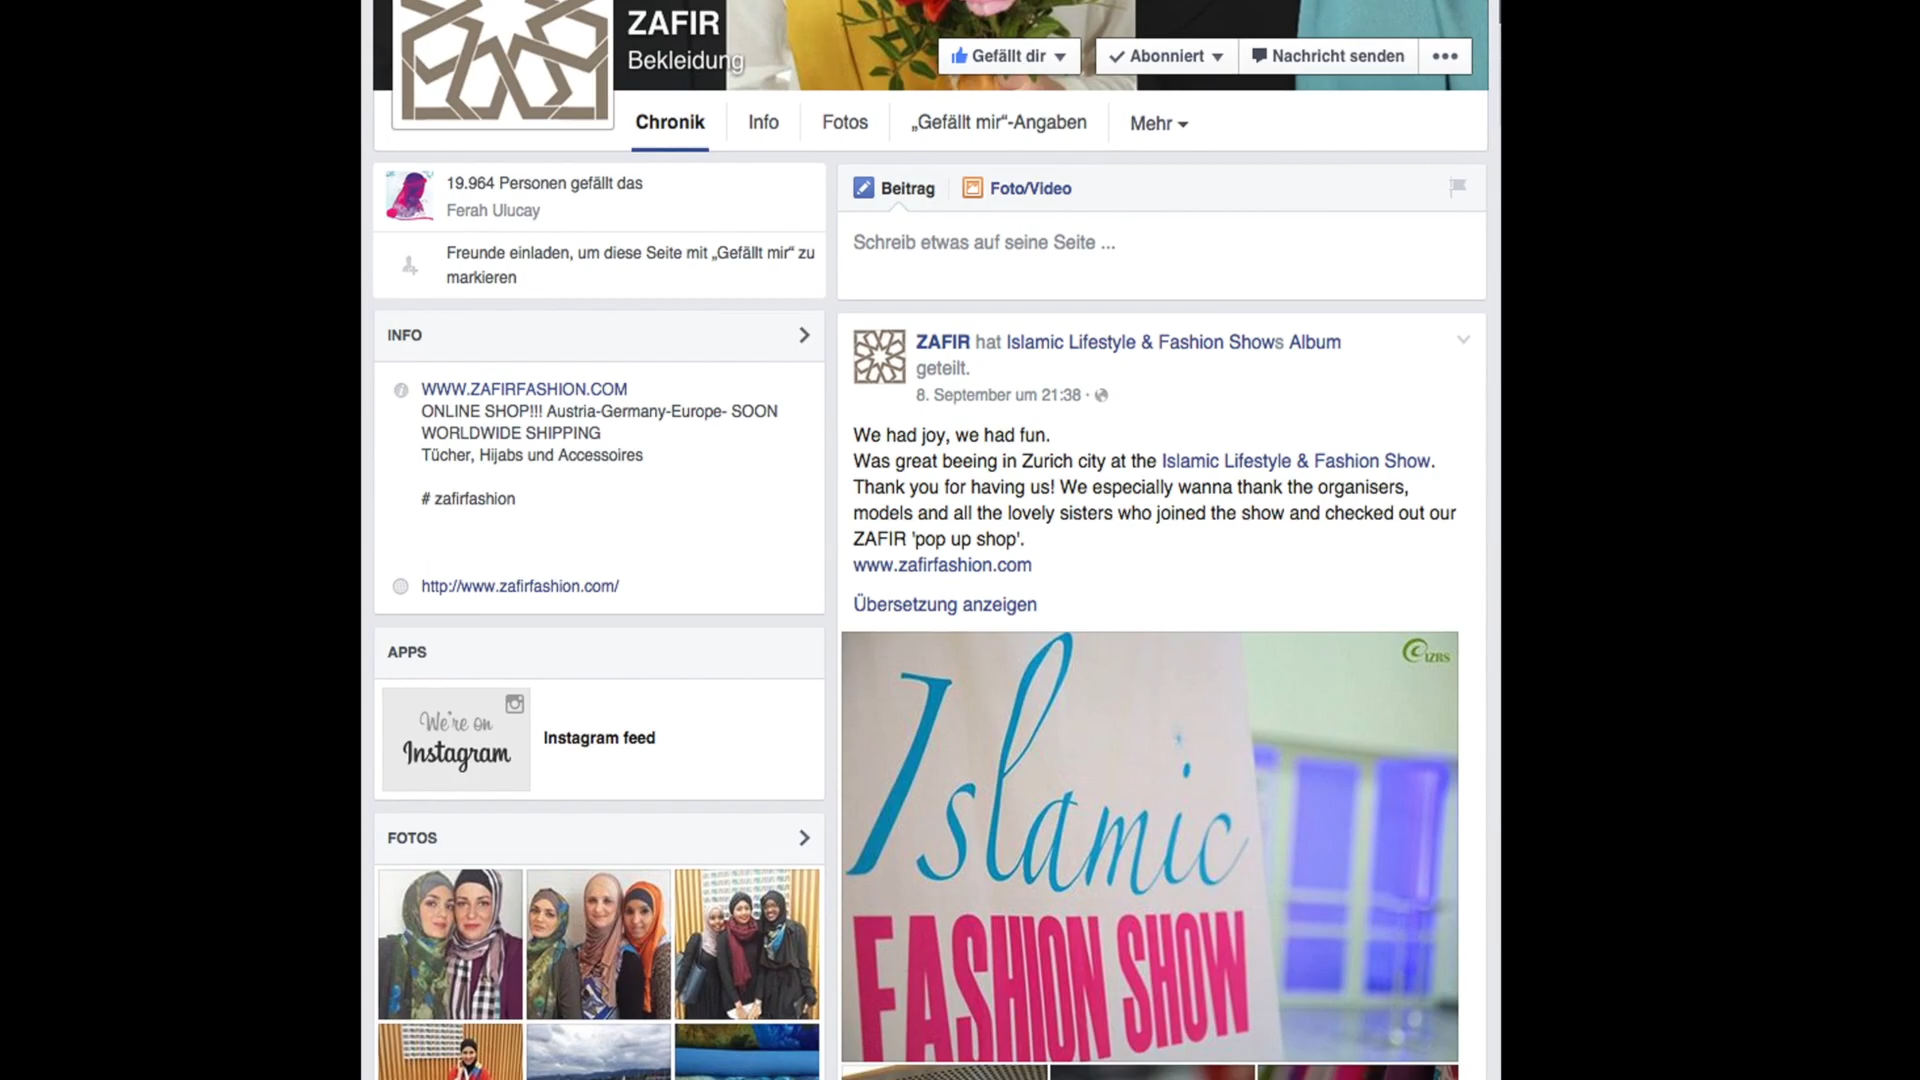 ZAFIR
Bekleidung
Gefällt dir
Abonniert
Nachricht senden
Chronik
Info
Fotos
„Gefällt mir“-Angaben
Mehr
19.964 Personen gefällt das
Ferah Ulucay
Freunde einladen, um diese Seite mit „Gefällt mir“ zu
markieren
INFO
WWW.ZAFIRFASHION.COM
ONLINE SHOP!!! Austria-Germany-Europe- SOON
WORLDWIDE SHIPPING
Tücher, Hijabs und Accessoires
# zafirfashion
http://www.zafirfashion.com/
APPS
We're on
Instagram
Instagram feed
FOTOS
Beitrag
Foto/Video
Schreib etwas auf seine Seite ...
ZAFIR hat Islamic Lifestyle & Fashion Shows Album
geteilt.
8. September um 21:38 ·
We had joy, we had fun.
Was great beeing in Zurich city at the Islamic Lifestyle & Fashion Show.
Thank you for having us! We especially wanna thank the organisers,
models and all the lovely sisters who joined the show and checked out our
ZAFIR 'pop up shop'.
www.zafirfashion.com
Übersetzung anzeigen
IZRS
Islamic
FASHION SHOW